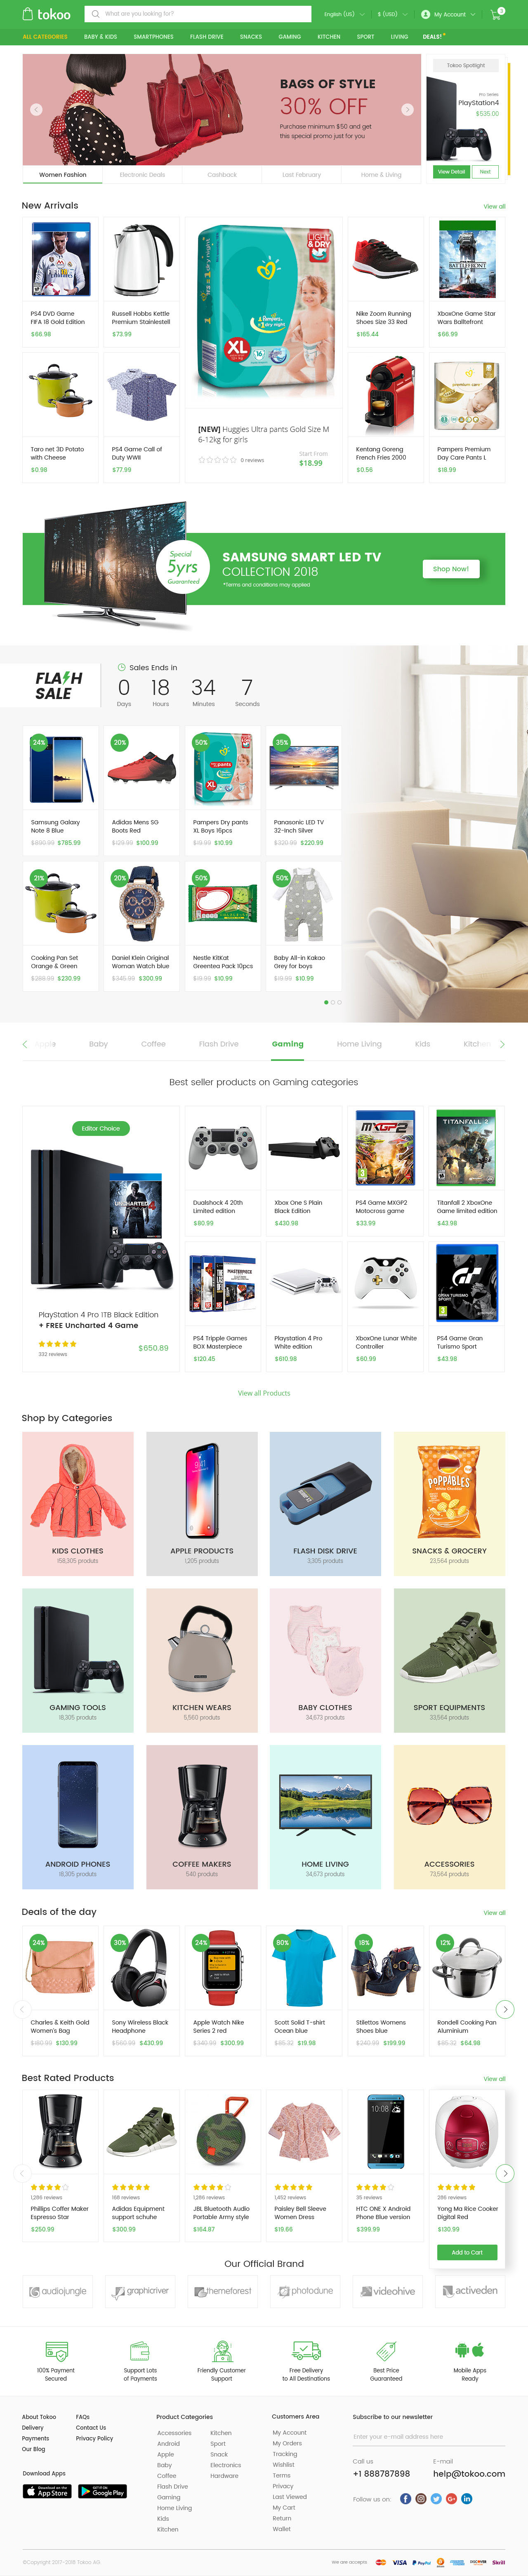 tokoo
What are you looking for?
English (US)
$ (USD)
My Account
ALL CATEGORIES
BABY & KIDS
SMARTPHONES
FLASH DRIVE
SNACKS
GAMING
KITCHEN
SPORT
LIVING
DEALS!
BAGS OF STYLE
30% OFF
Purchase minimum $50 and get
this special promo just for you
Tokoo Spotlight
Pro Series
PlayStation4
$535.00
View Detail
Next
Women Fashion
Electronic Deals
Cashback
Last February
Home & Living
New Arrivals
View all
PS4 DVD Game
FIFA 18 Gold Edition
$66.98
Russell Hobbs Kettle
Premium Stainlestell
$73.99
[NEW] Huggies Ultra pants Gold Size M
6-12kg for girls
0 reviews
Start From
$18.99
Nike Zoom Running
Shoes Size 33 Red
$165.44
XboxOne Game Star
Wars Balltefront
$66.99
Taro net 3D Potato
with Cheese
$0.98
PS4 Game Call of
Duty WWII
$77.99
Kentang Goreng
French Fries 2000
$0.56
Pampers Premium
Day Care Pants L
$18.99
Special
5yrs
Guaranteed
SAMSUNG SMART LED TV
COLLECTION 2018
*Terms and conditions may applied
Shop Now!
FLASH
SALE
Sales Ends in
0 18 34 7
Days Hours Minutes Seconds
24%
Samsung Galaxy
Note 8 Blue
$899.99 $785.99
20%
Adidas Mens SG
Boots Red
$129.99 $100.99
50%
Pampers Dry pants
XL Boys 16pcs
$19.99 $10.99
35%
Panasonic LED TV
32-inch Silver
$320.99 $220.99
21%
Cooking Pan Set
Orange & Green
$288.99 $230.99
20%
Daniel Klein Original
Woman Watch blue
$345.99 $300.99
50%
Nestle KitKat
Greentea Pack 10pcs
$19.99 $10.99
50%
Baby All-in Kakao
Grey for boys
$19.99 $10.99
Apple
Baby
Coffee
Flash Drive
Gaming
Home Living
Kids
Kitchen
Best seller products on Gaming categories
Editor Choice
PlayStation 4 Pro 1TB Black Edition
+ FREE Uncharted 4 Game
332 reviews
$650.89
Dualshock 4 20th
Limited edition
$80.99
Xbox One S Plain
Black Edition
$430.98
PS4 Game MXGP2
Motocross game
$33.99
Titanfall 2 XboxOne
Game limited edition
$43.98
PS4 Tripple Games
BOX Masterpiece
$120.45
Playstation 4 Pro
White edition
$610.98
XboxOne Lunar White
Controller
$60.99
PS4 Game Gran
Turismo Sport
$43.98
View all Products
Shop by Categories
KIDS CLOTHES
158,305 produts
APPLE PRODUCTS
1,205 produts
FLASH DISK DRIVE
3,305 produts
SNACKS & GROCERY
23,564 produts
GAMING TOOLS
18,305 produts
KITCHEN WEARS
5,560 produts
BABY CLOTHES
34,673 produts
SPORT EQUIPMENTS
33,564 produts
ANDROID PHONES
18,305 produts
COFFEE MAKERS
540 produts
HOME LIVING
34,673 produts
ACCESSORIES
73,564 produts
Deals of the day
View all
24%
Charles & Keith Gold
Women's Bag
$160.99 $130.99
30%
Sony Wireless Black
Headphone
$560.99 $430.99
24%
Apple Watch Nike
Series 2 red
$340.99 $300.99
80%
Scott Solid T-shirt
Ocean blue
$85.32 $19.98
18%
Stilettos Womens
Shoes blue
$240.99 $199.99
12%
Rondell Cooking Pan
Aluminium
$85.32 $64.98
Best Rated Products
View all
1,286 reviews
Phillips Coffer Maker
Espresso Star
$250.99
168 reviews
Adidas Equipment
support schuhe
$300.99
1,286 reviews
JBL Bluetooth Audio
Portable Army style
$164.87
1,452 reviews
Paisley Bell Sleeve
Women Dress
$19.66
35 reviews
HTC ONE X Android
Phone Blue version
$399.99
286 reviews
Yong Ma Rice Cooker
Digital Red
$130.99
Add to Cart
Our Official Brand
audiojungle
graphicriver
themeforest
photodune
videohive
activeden
100% Payment
Secured
Support Lots
of Payments
Friendly Customer
Support
Free Delivery
to All Destinations
Best Price
Guaranteed
Mobile Apps
Ready
About Tokoo
Delivery
Payments
Our Blog
FAQs
Contact Us
Privacy Policy
Download Apps
App Store
Google Play
Product Categories
Accessories
Android
Apple
Baby
Coffee
Flash Drive
Gaming
Home Living
Kids
Kitchen
Kitchen
Sport
Snack
Electronics
Hardware
Customers Area
My Account
My Orders
Tracking
Wishlist
Terms
Privacy
Last Viewed
My Cart
Return
Wallet
Subscribe to our newsletter
Enter your e-mail address here
Call us
+1 888787898
E-mail
help@tokoo.com
Follow us on:
©Copyright 2017-2018 Tokoo AG
We are accepts
VISA
PayPal
Skrill